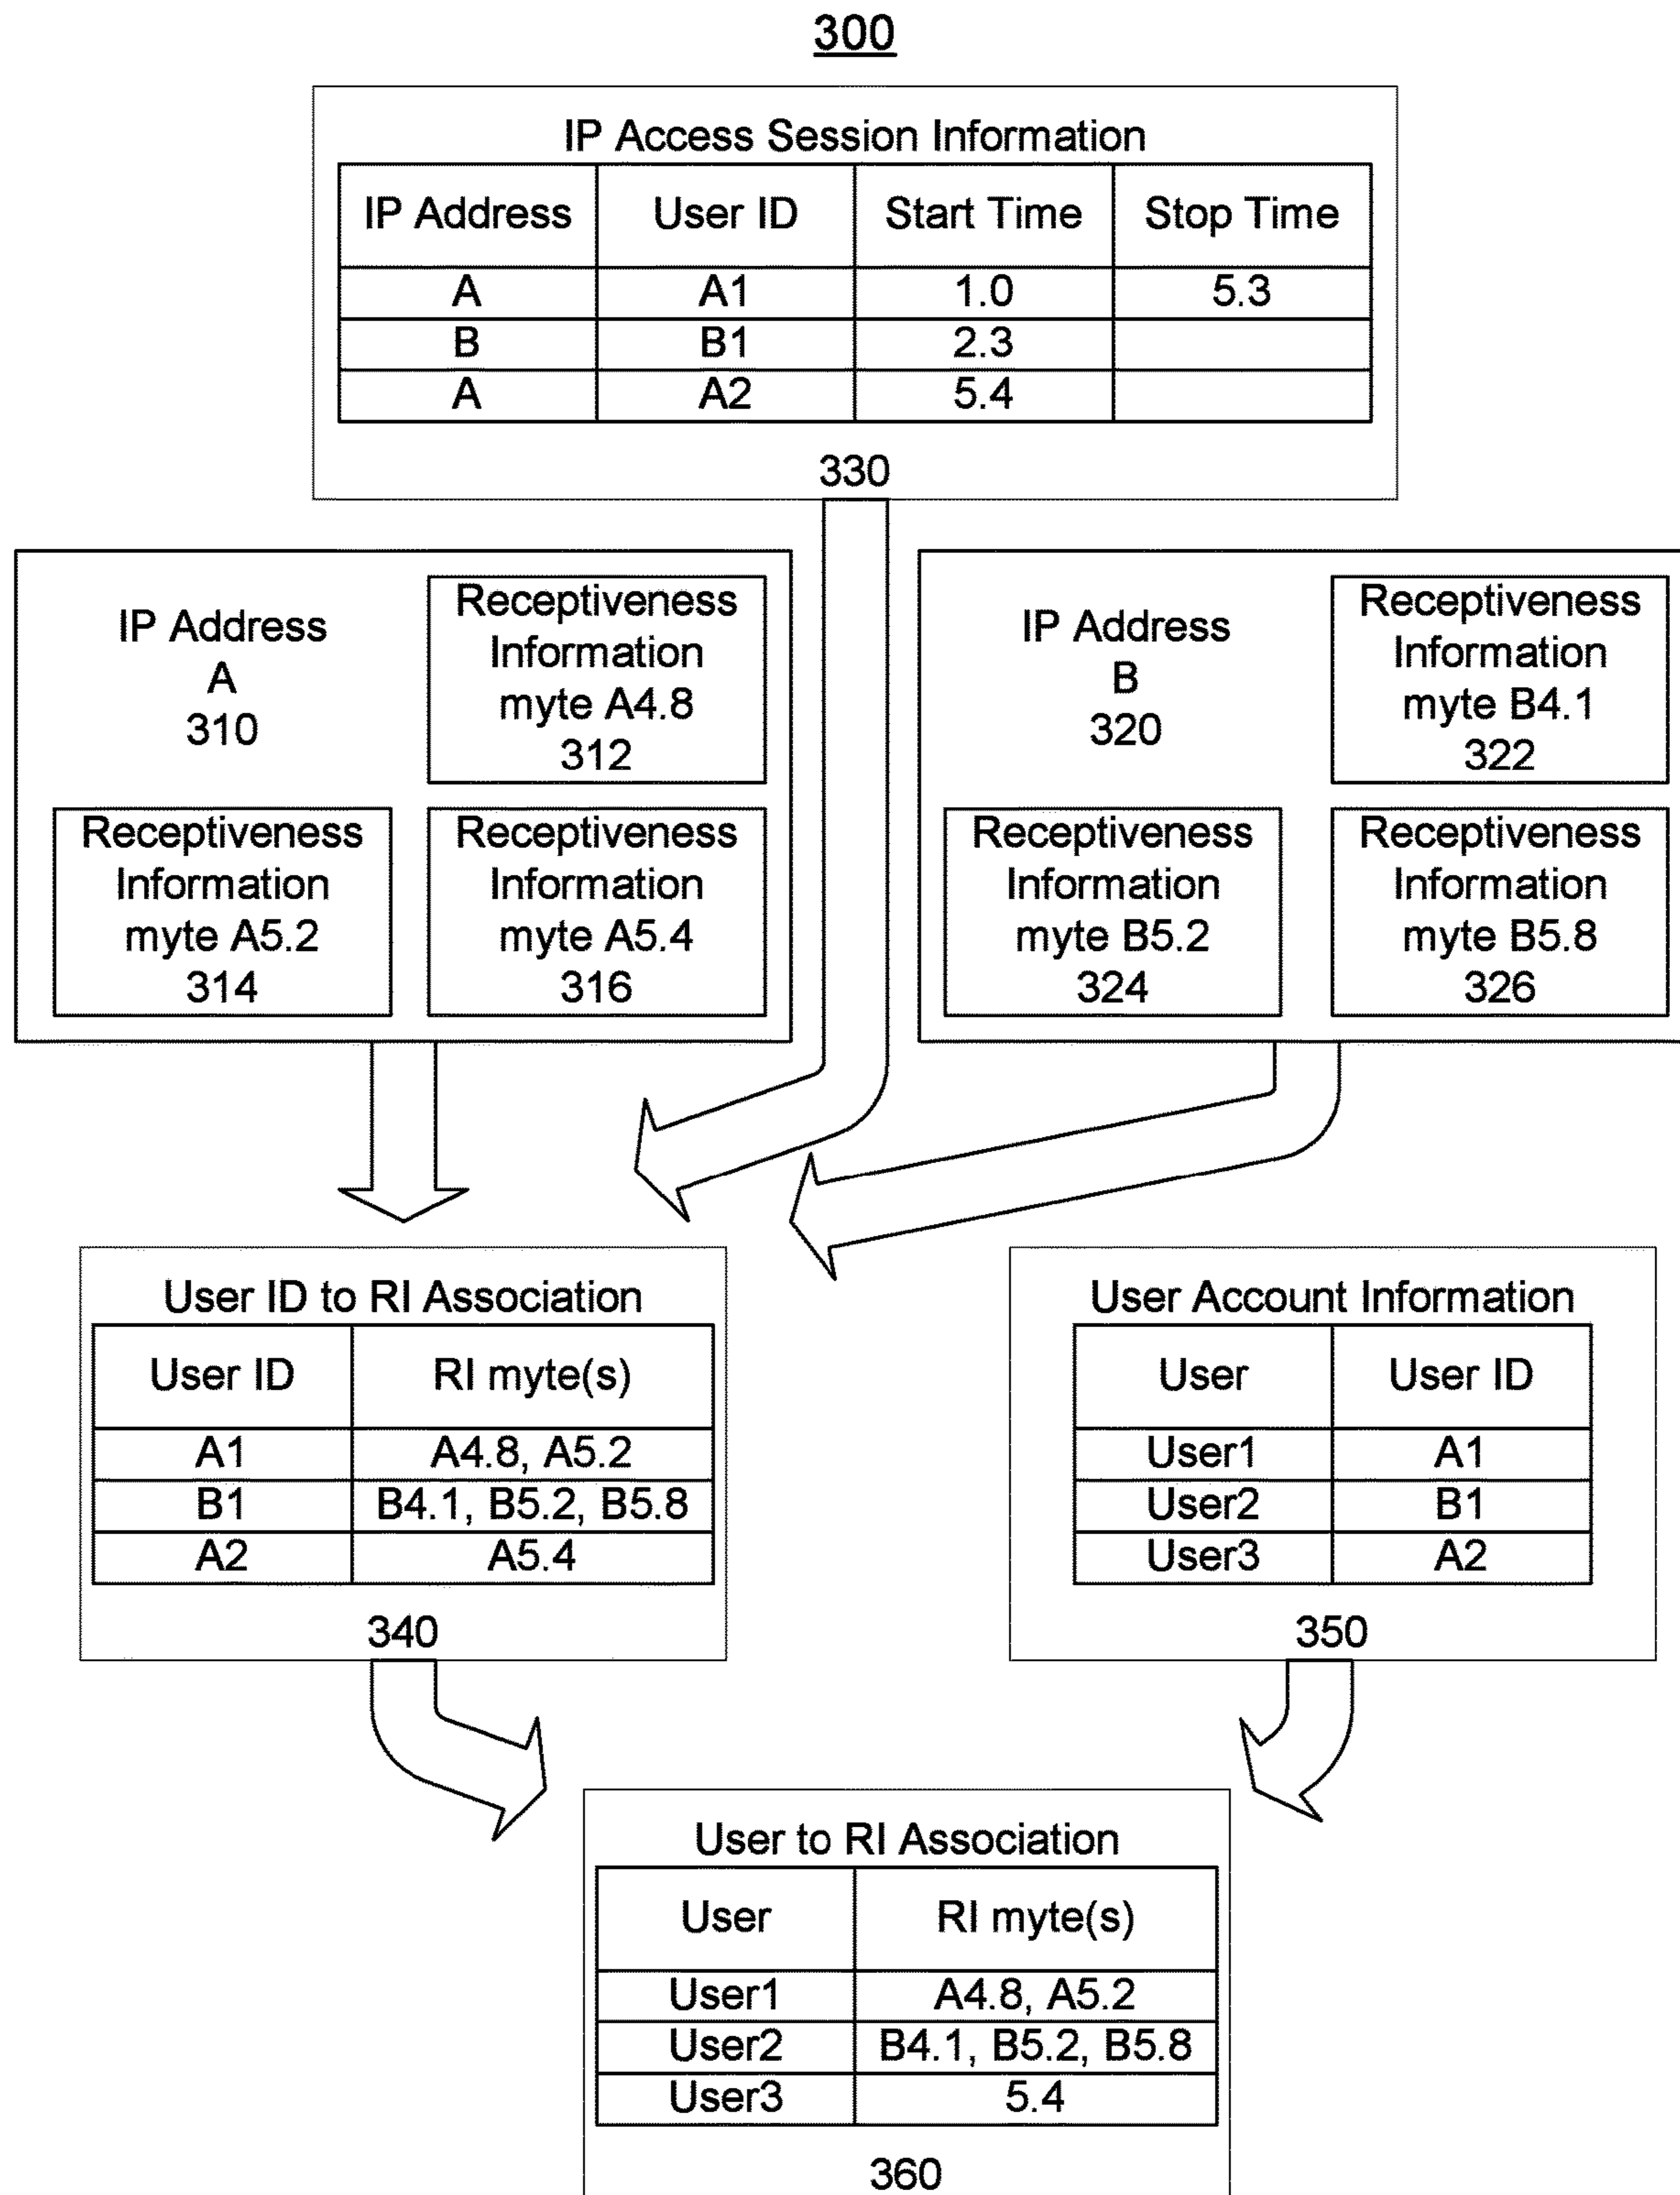 300
IP Access Session Information
IP Address User ID Start Time Stop Time
A A1 1.0 5.3
B B1 2.3
A A2 5.4
330
IP Address
A
310
Receptiveness
Information
myte A4.8
312
Receptiveness
Information
myte A5.2
314
Receptiveness
Information
myte A5.4
316
IP Address
B
320
Receptiveness
Information
myte B4.1
322
Receptiveness
Information
myte B5.2
324
Receptiveness
Information
myte B5.8
326
User ID to RI Association
User ID RI myte(s)
A1 A4.8, A5.2
B1 B4.1, B5.2, B5.8
A2 A5.4
340
User Account Information
User User ID
User1 A1
User2 B1
User3 A2
350
User to RI Association
User RI myte(s)
User1 A4.8, A5.2
User2 B4.1, B5.2, B5.8
User3 5.4
360